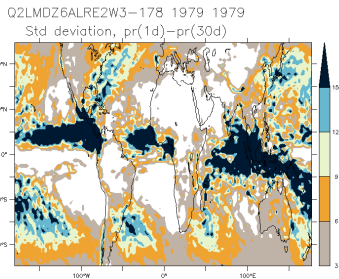 Q2LMDZ6ALRE2W3-178 1979 1979
Std deviation, pr(1d)-pr(30d)
15
12
9
6
3
0°
100°W
0°
100°E